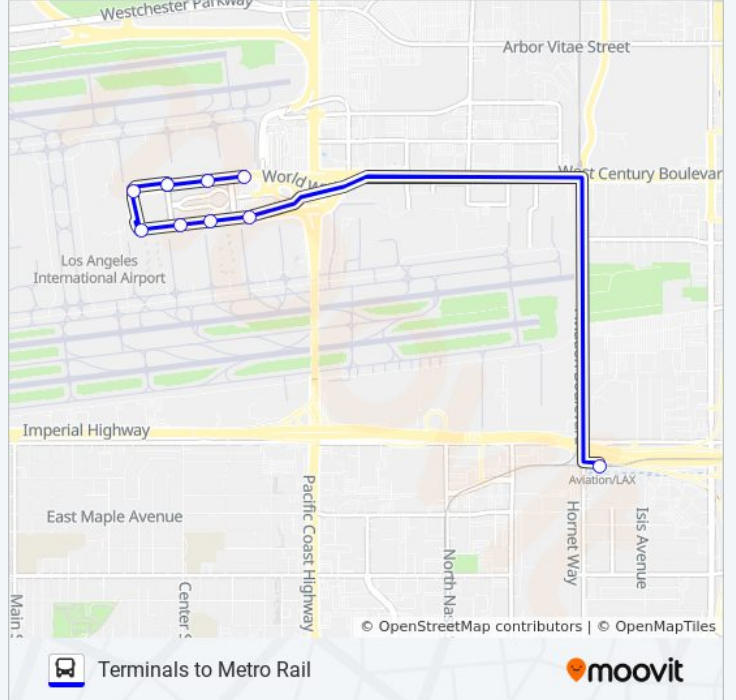 Westchester Parkway
Arbor Vitae Street
World W
West Century Boulevar
Los Angeles
International Airport
Imperial Highway
Aviation/LAX
East Maple Avenue
Pacific Coast Highway
Hornet Way
Isis Avenue
North Nas
Main S
Center S
© OpenStreetMap contributors | © OpenMapTiles
Terminals to Metro Rail
moovit